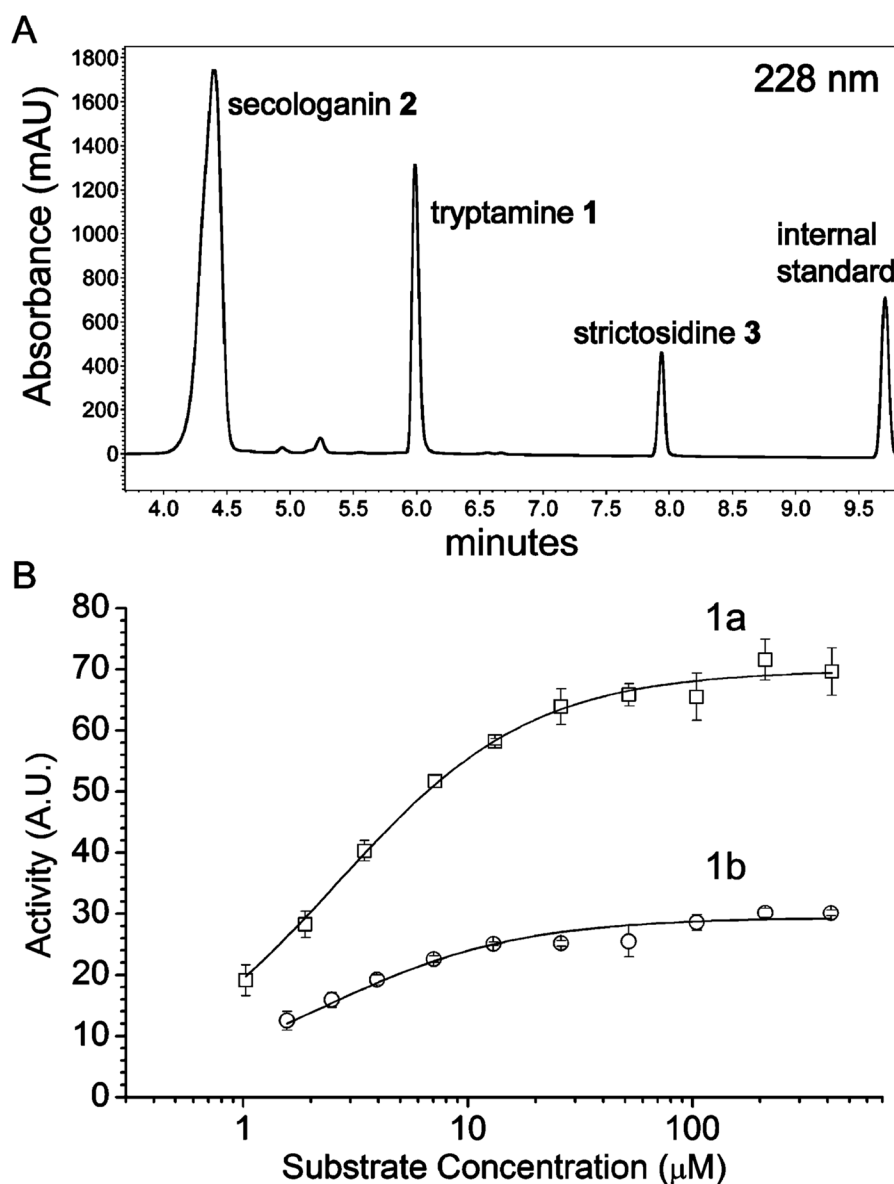 A
228 nm
Absorbance (mAU)
1800
1600
1400
1200
1000
800
600
400
200
0
secologanin 2
tryptamine 1
strictosidine 3
internal
standard
4.0 4.5 5.0 5.5 6.0 6.5 7.0 7.5 8.0 8.5 9.0 9.5
minutes
B
Activity (A.U.)
80
70
60
50
40
30
20
10
0
1a
1b
1 10 100
Substrate Concentration (μM)